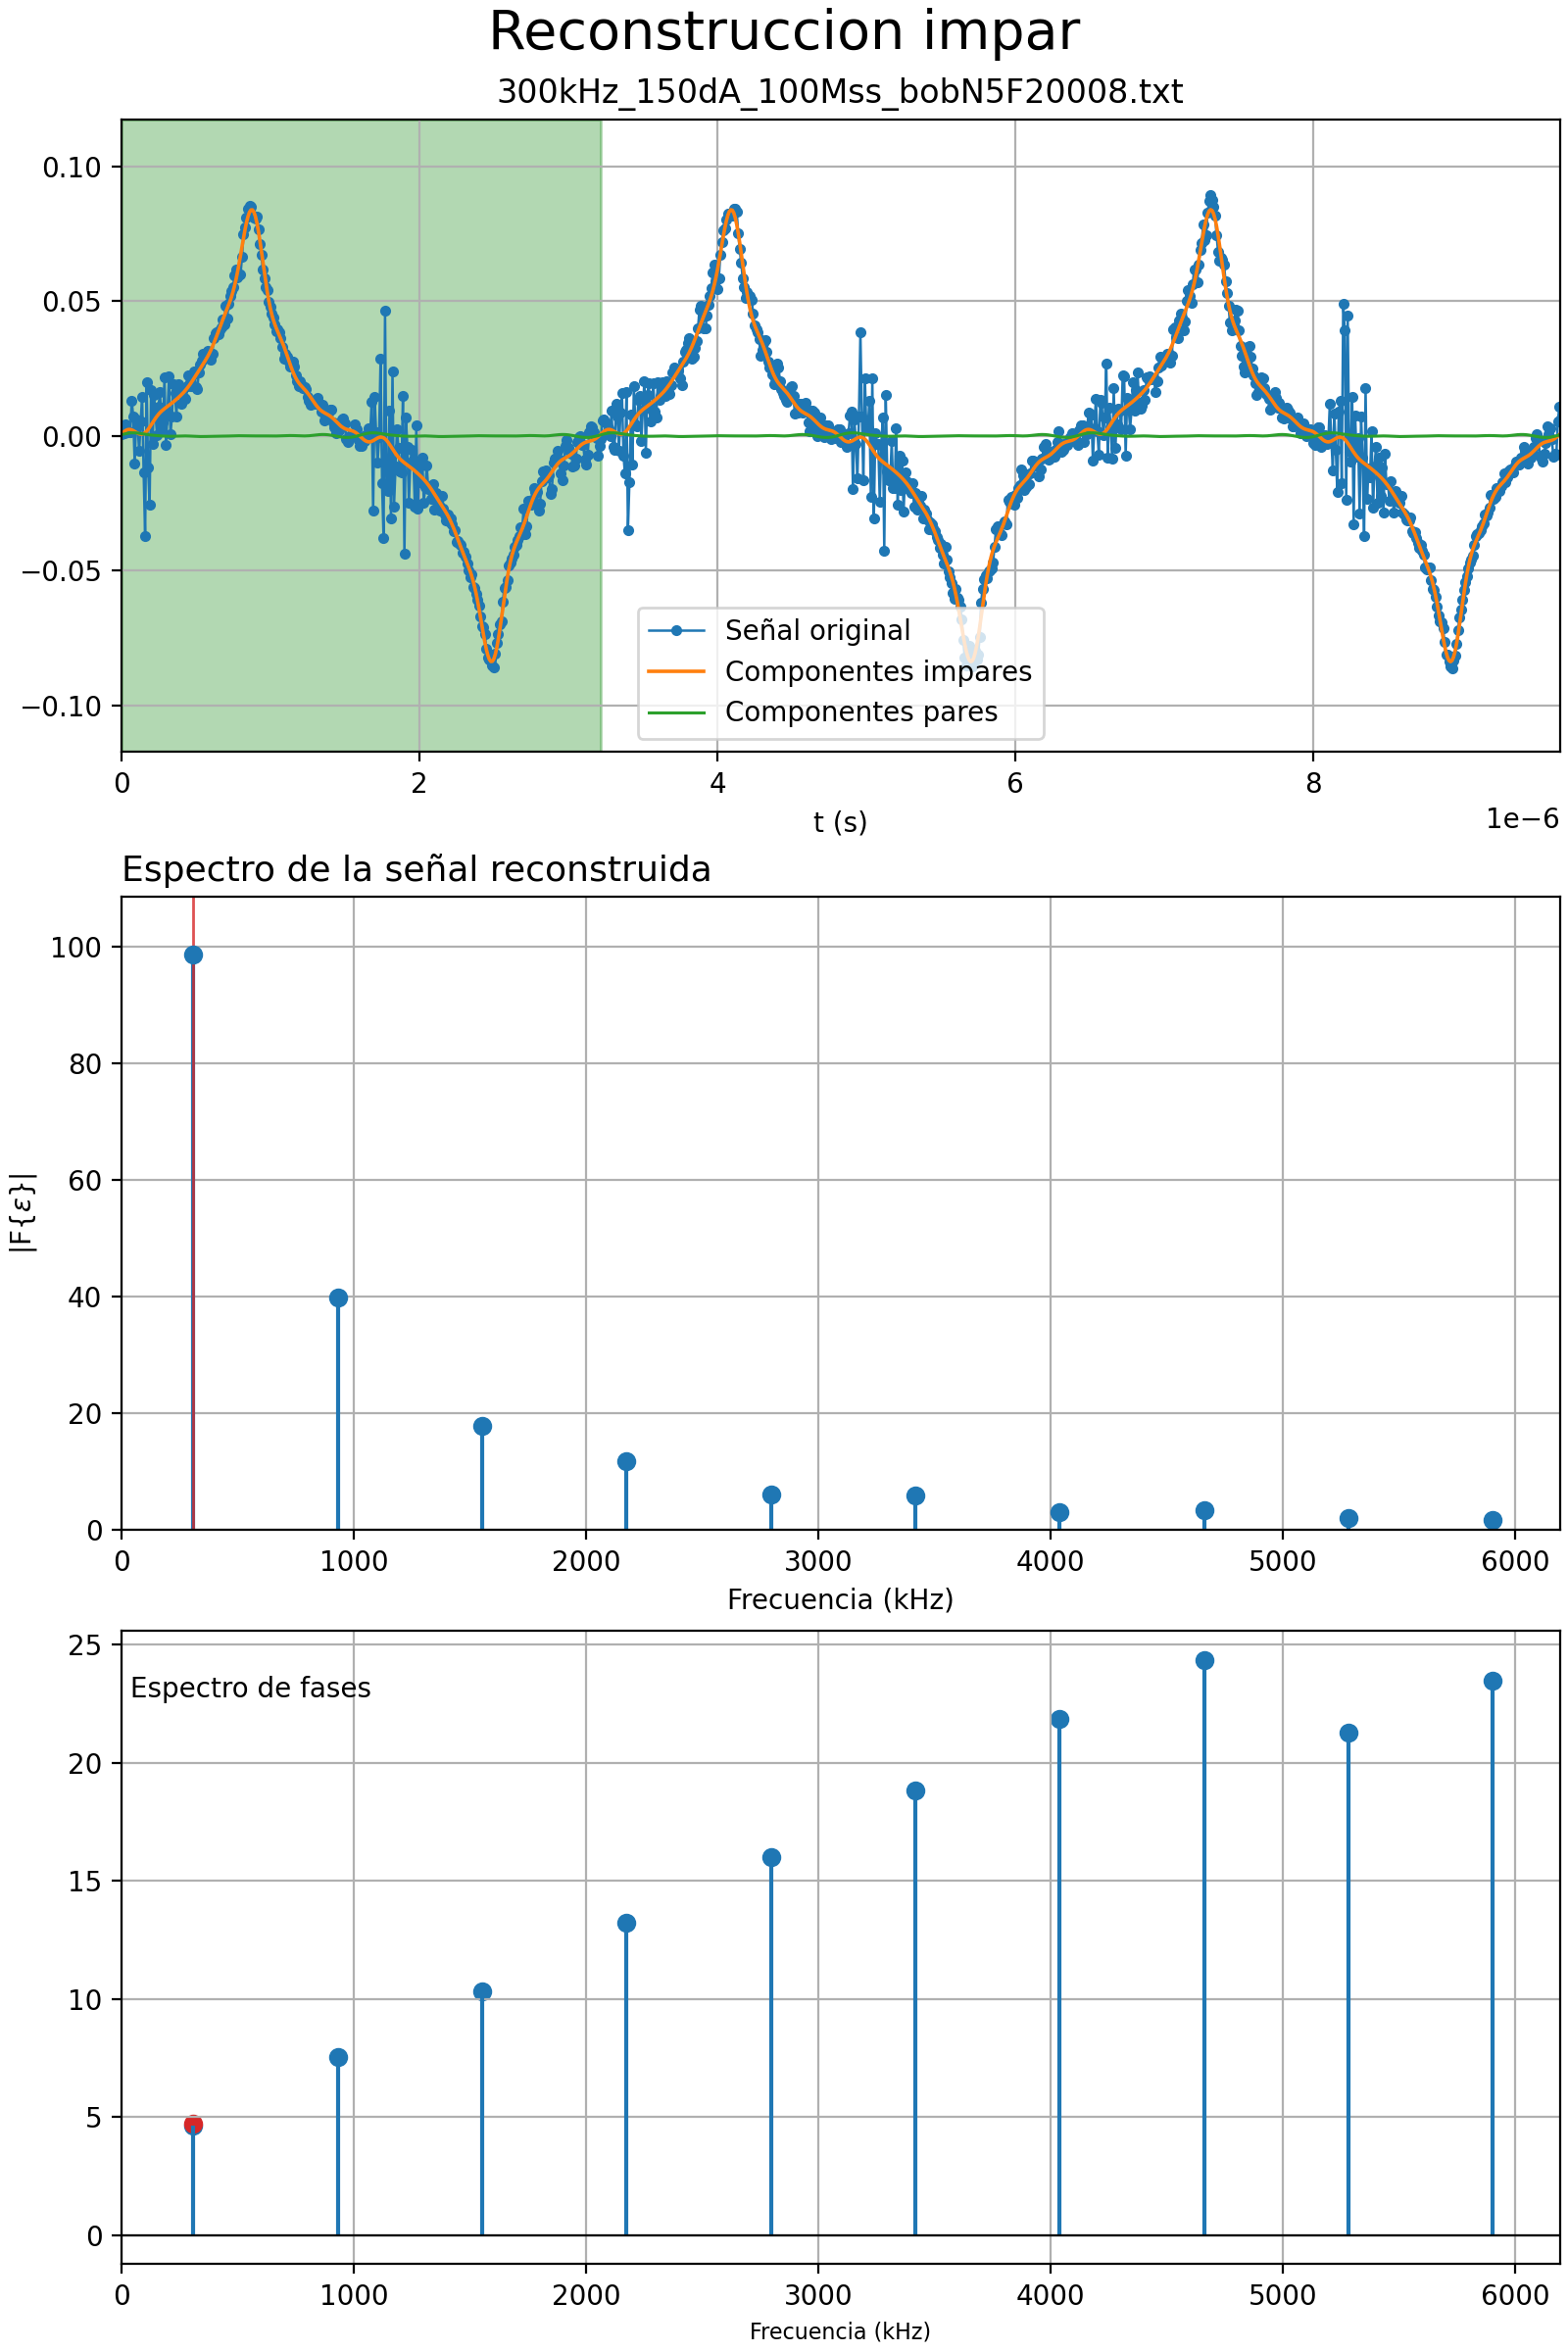 Reconstruccion impar
300kHz_150dA_100Mss_bobN5F20008.txt
0.10
0.05
0.00
−0.05
−0.10
Señal original
Componentes impares
Componentes pares
0 2 4 6 8
t (s)
1e−6
Espectro de la señal reconstruida
100
80
60
40
20
0
|F{ε}|
0 1000 2000 3000 4000 5000 6000
Frecuencia (kHz)
25
Espectro de fases
20
15
10
5
0
0 1000 2000 3000 4000 5000 6000
Frecuencia (kHz)